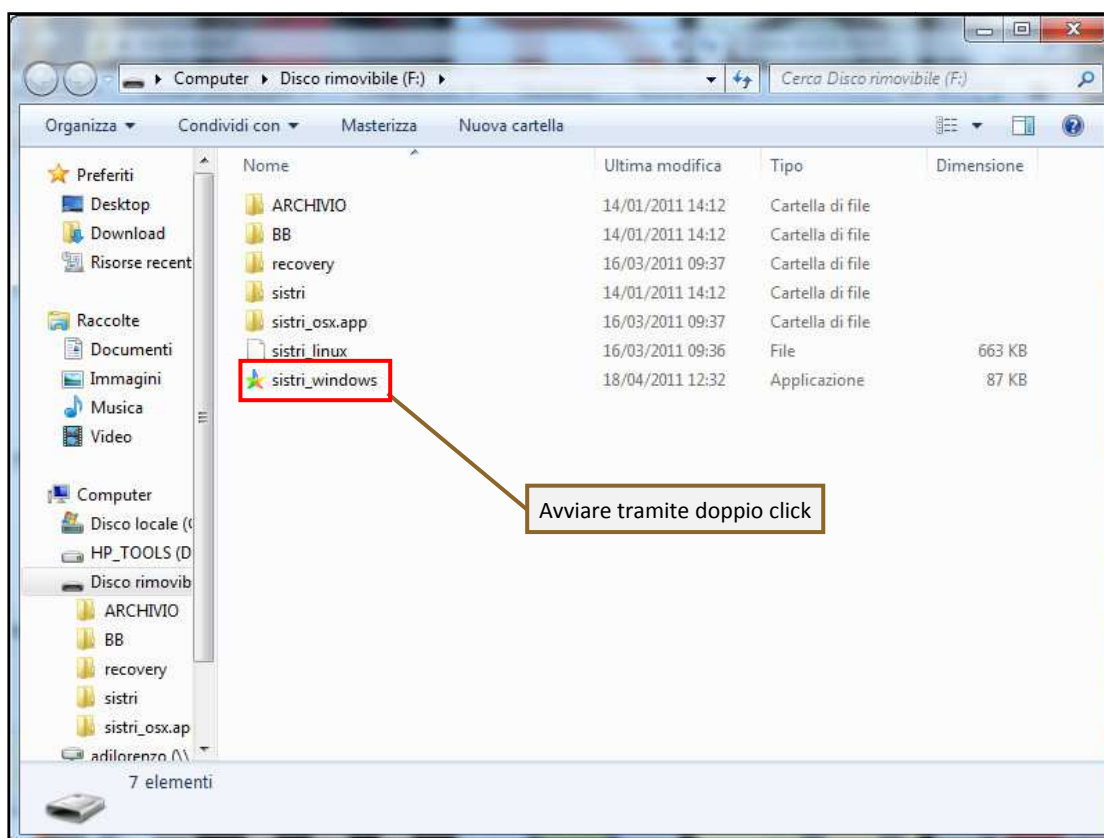 Computer Disco rimovibile (F:)
Cerca Disco rimovibile (F:)
Organizza Condividi con Masterizza Nuova cartella
Preferiti
Desktop
Download
Risorse recent
Raccolte
Documenti
Immagini
Musica
Video
Computer
Disco locale (
HP_TOOLS (D
Disco rimovib
ARCHIVIO
BB
recovery
sistri
sistri_osx.ap
adilorenzo (\\
Nome Ultima modifica Tipo Dimensione
ARCHIVIO 14/01/2011 14:12 Cartella di file
BB 14/01/2011 14:12 Cartella di file
recovery 16/03/2011 09:37 Cartella di file
sistri 14/01/2011 14:12 Cartella di file
sistri_osx.app 16/03/2011 09:37 Cartella di file
sistri_linux 16/03/2011 09:36 File 663 KB
sistri_windows 18/04/2011 12:32 Applicazione 87 KB
Avviare tramite doppio click
7 elementi